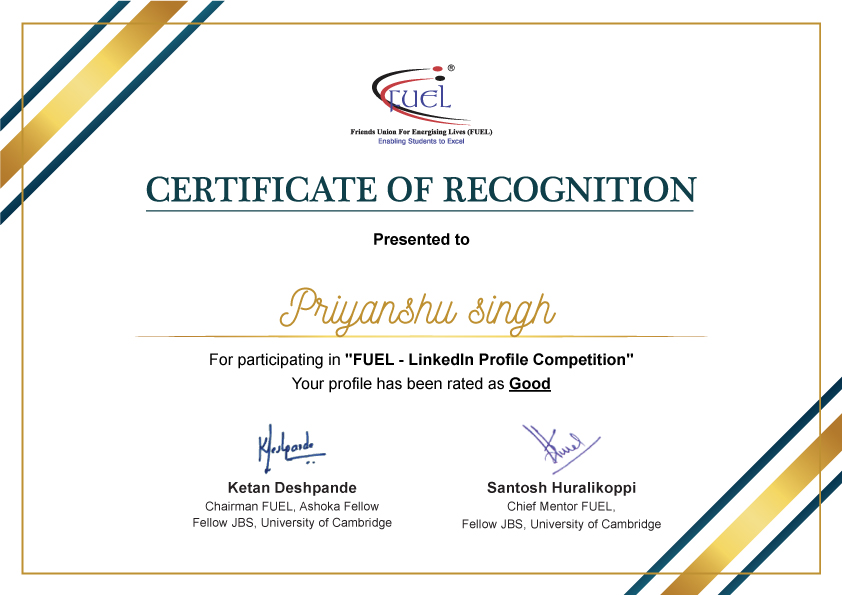 FUEL ®
Friends Union For Energising Lives (FUEL)
Enabling Students to Excel
CERTIFICATE OF RECOGNITION
Presented to
Priyanshu singh
For participating in "FUEL - LinkedIn Profile Competition"
Your profile has been rated as Good
Ketan Deshpande
Chairman FUEL, Ashoka Fellow
Fellow JBS, University of Cambridge
Santosh Huralikoppi
Chief Mentor FUEL,
Fellow JBS, University of Cambridge